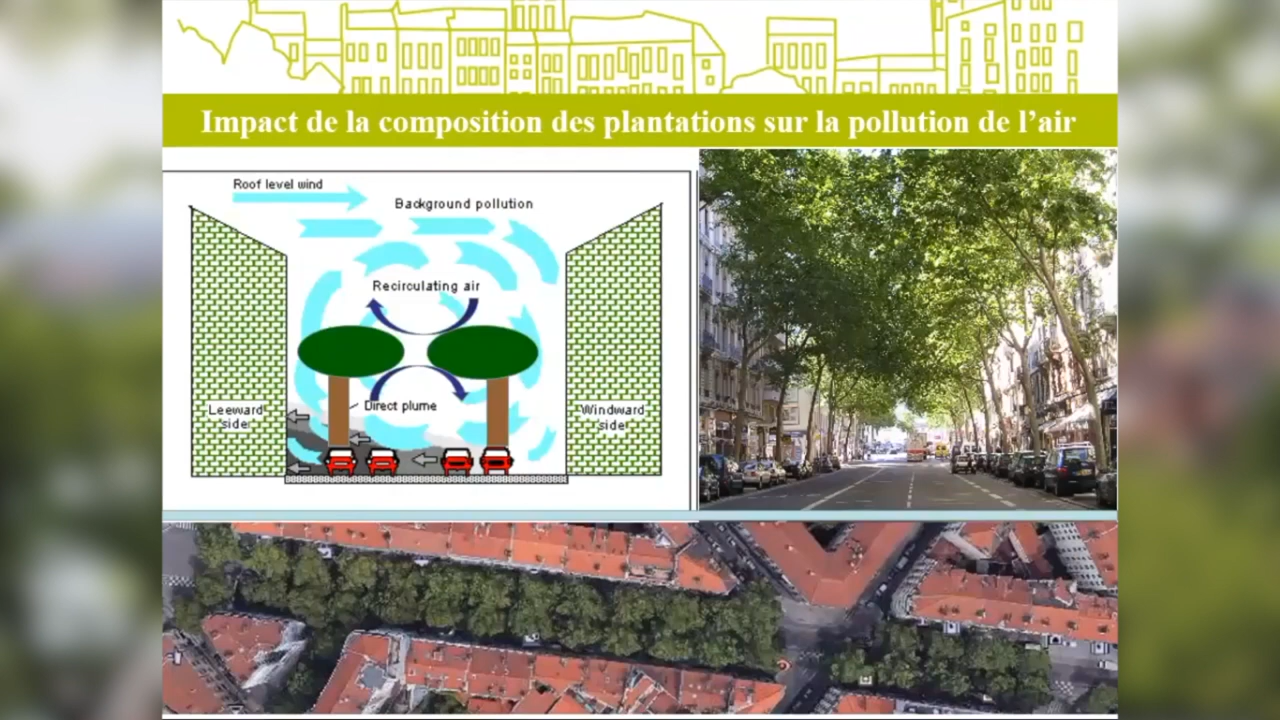 Impact de la composition des plantations sur la pollution de l'air
Roof level wind
Background pollution
Recirculating air
Direct plume
Leeward
side
Windward
side